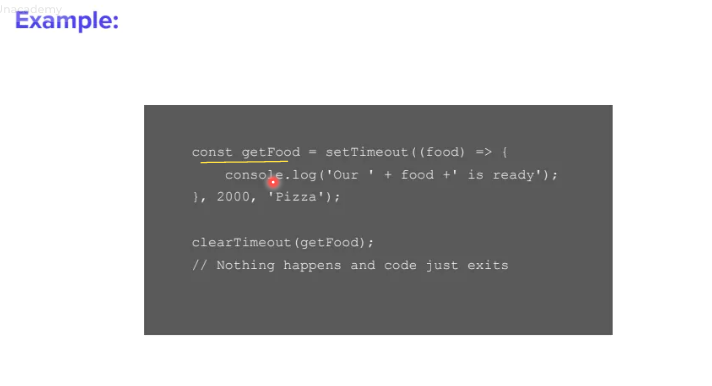 Unacademy
Example:
const getFood = setTimeout((food) => {
console.log('Our ' + food +' is ready');
}, 2000, 'Pizza');
clearTimeout(getFood);
// Nothing happens and code just exits